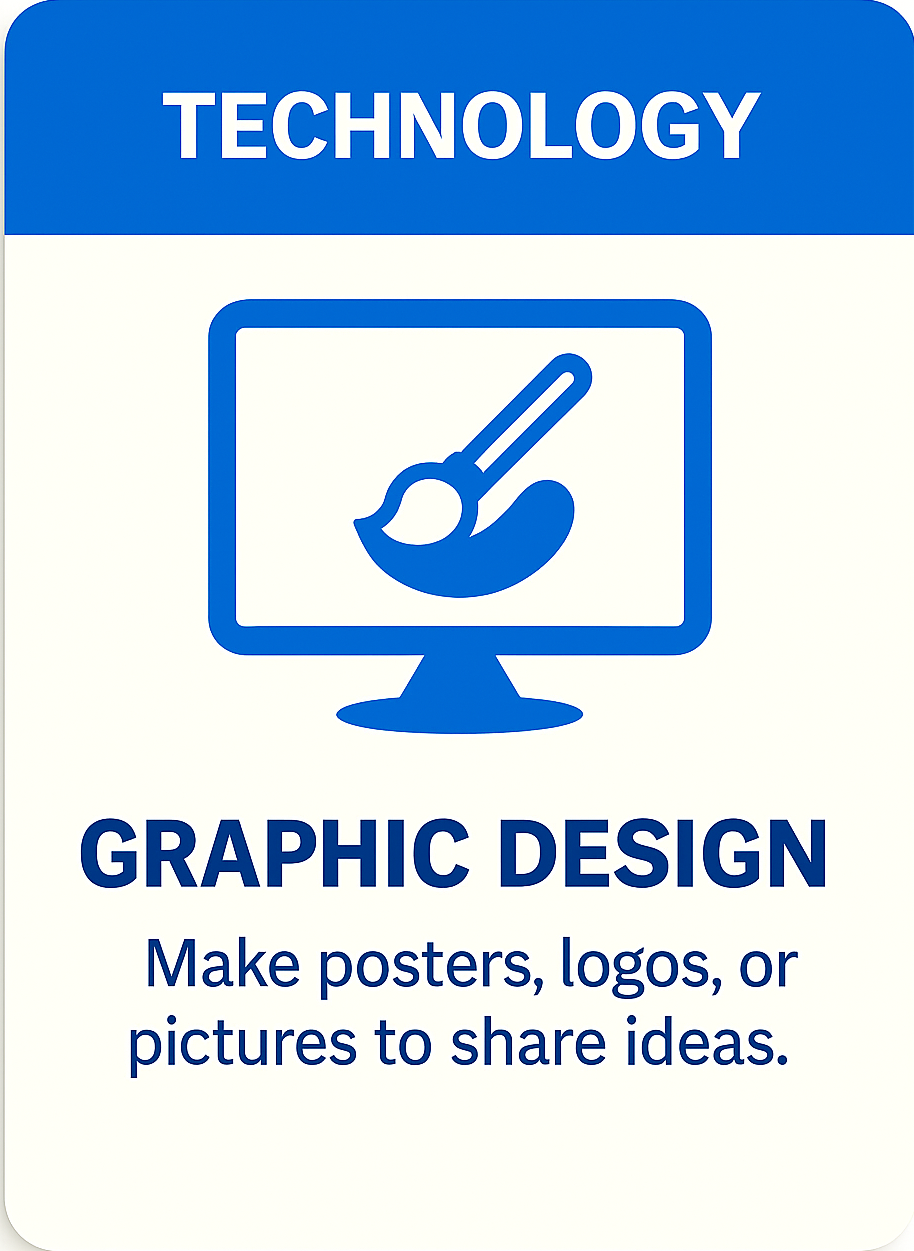 TECHNOLOGY
GRAPHIC DESIGN
Make posters, logos, or
pictures to share ideas.